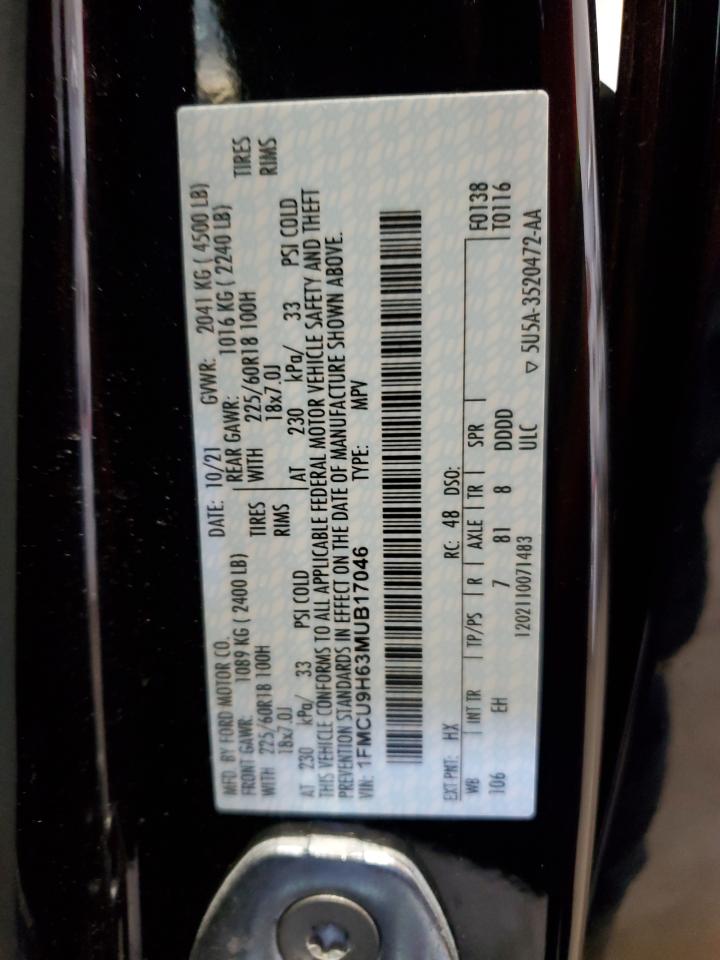 MFD. BY FORD MOTOR CO.
DATE: 10/21
GVWR: 2041 KG ( 4500 LB)
FRONT GAWR: 1089 KG ( 2400 LB)
REAR GAWR: 1016 KG ( 2240 LB)
WITH 225/60R18 100H TIRES
WITH 225/60R18 100H TIRES
18x7.0J RIMS
18x7.0J RIMS
AT 230 kPa/ 33 PSI COLD
AT 230 kPa/ 33 PSI COLD
THIS VEHICLE CONFORMS TO ALL APPLICABLE FEDERAL MOTOR VEHICLE SAFETY AND THEFT
PREVENTION STANDARDS IN EFFECT ON THE DATE OF MANUFACTURE SHOWN ABOVE.
VIN: 1FMCU9H63MUB17046 TYPE: MPV
EXT PNT: HX RC: 48 DSO: F0138
WB INT TR TP/PS R AXLE TR SPR T0116
106 EH 7 81 8 DDDD
ULC ▽ 5U5A-3520472-AA
1202110071483